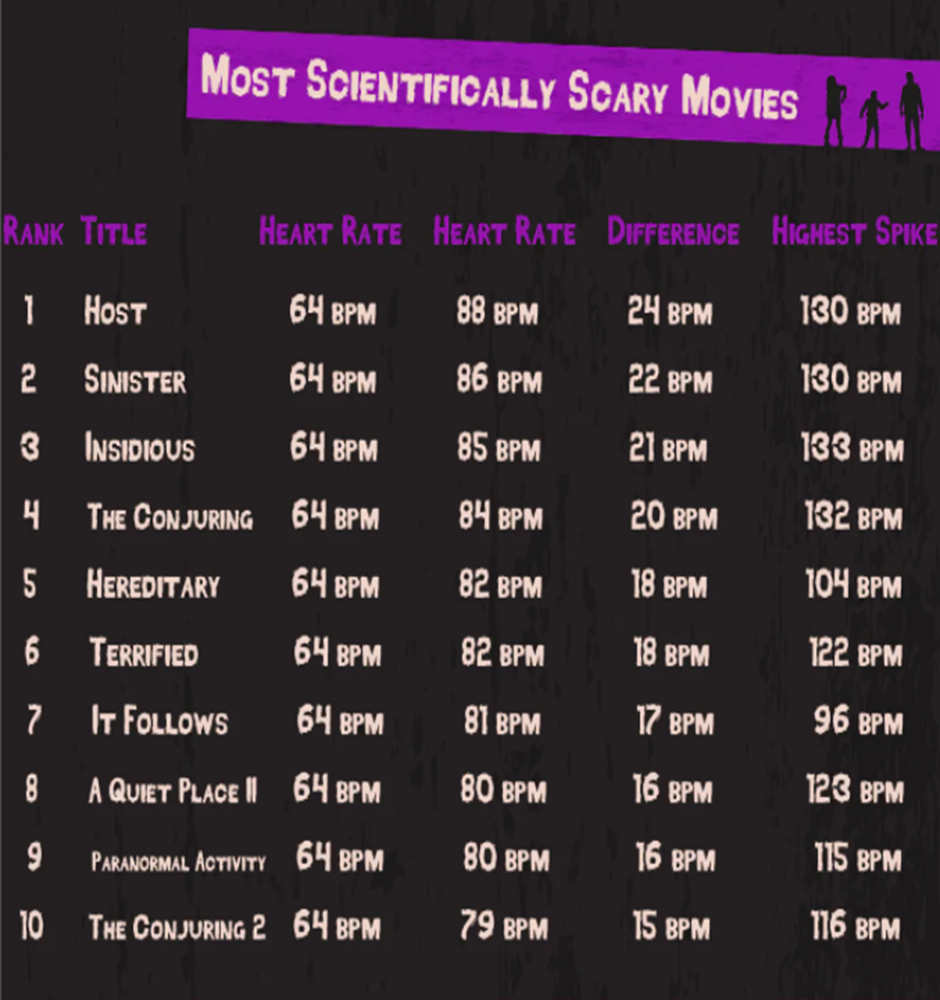 Most Scientifically Scary Movies
Rank Title Heart Rate Heart Rate Difference Highest Spike
1 Host 64 BPM 88 BPM 24 BPM 130 BPM
2 Sinister 64 BPM 86 BPM 22 BPM 130 BPM
3 Insidious 64 BPM 85 BPM 21 BPM 133 BPM
4 The Conjuring 64 BPM 84 BPM 20 BPM 132 BPM
5 Hereditary 64 BPM 82 BPM 18 BPM 104 BPM
6 Terrified 64 BPM 82 BPM 18 BPM 122 BPM
7 It Follows 64 BPM 81 BPM 17 BPM 96 BPM
8 A Quiet Place II 64 BPM 80 BPM 16 BPM 123 BPM
9 Paranormal Activity 64 BPM 80 BPM 16 BPM 115 BPM
10 The Conjuring 2 64 BPM 79 BPM 15 BPM 116 BPM